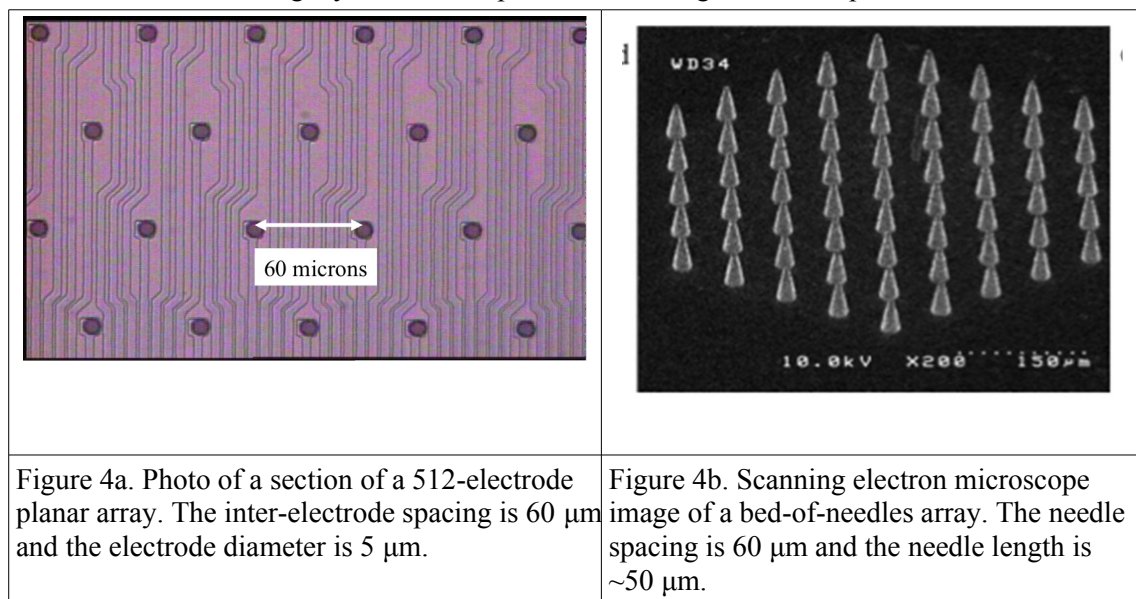 60 microns
WD34
10.0kV X200 150μm
Figure 4a. Photo of a section of a 512-electrode
planar array. The inter-electrode spacing is 60 μm
and the electrode diameter is 5 μm.
Figure 4b. Scanning electron microscope
image of a bed-of-needles array. The needle
spacing is 60 μm and the needle length is
~50 μm.